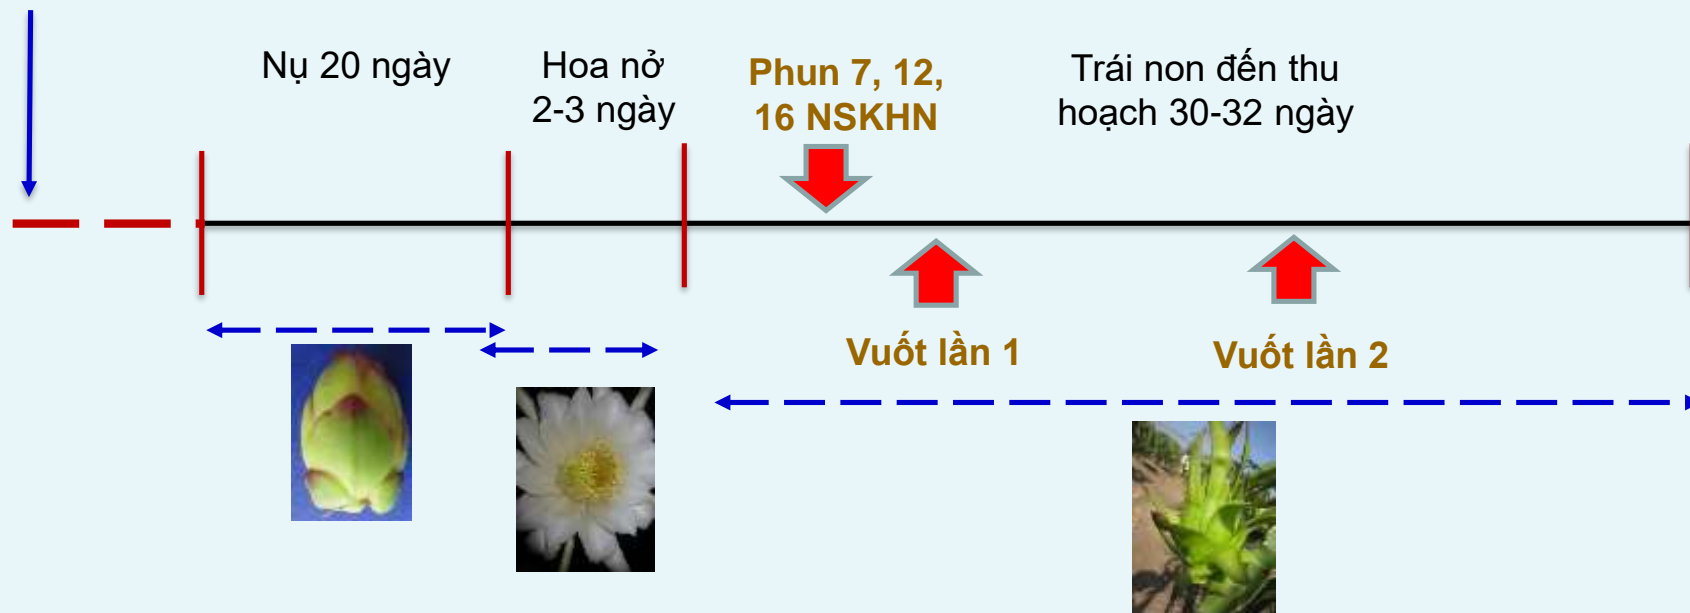 Nụ 20 ngày
Hoa nở
2-3 ngày
Phun 7, 12,
16 NSKHN
Trái non đến thu
hoạch 30-32 ngày
Vuốt lần 1
Vuốt lần 2